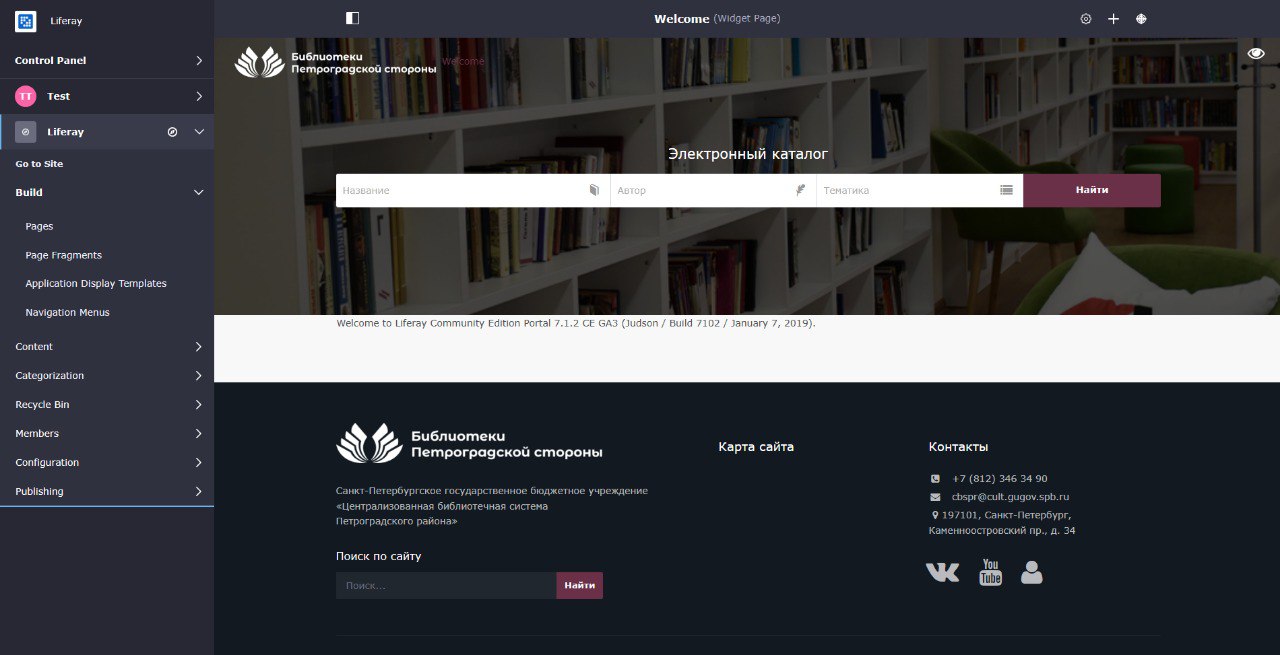 Liferay
Control Panel
TT Test
Liferay
Go to Site
Build
Pages
Page Fragments
Application Display Templates
Navigation Menus
Content
Categorization
Recycle Bin
Members
Configuration
Publishing
Welcome (Widget Page)
Библиотеки
Петроградской стороны
Welcome
Электронный каталог
Название Автор Тематика Найти
Welcome to Liferay Community Edition Portal 7.1.2 CE GA3 (Judson / Build 7102 / January 7, 2019).
Библиотеки
Петроградской стороны
Санкт-Петербургское государственное бюджетное учреждение
«Централизованная библиотечная система
Петроградского района»
Поиск по сайту
Поиск... Найти
Карта сайта
Контакты
+7 (812) 346 34 90
cbspr@cult.gugov.spb.ru
197101, Санкт-Петербург,
Каменноостровский пр., д. 34
You
Tube